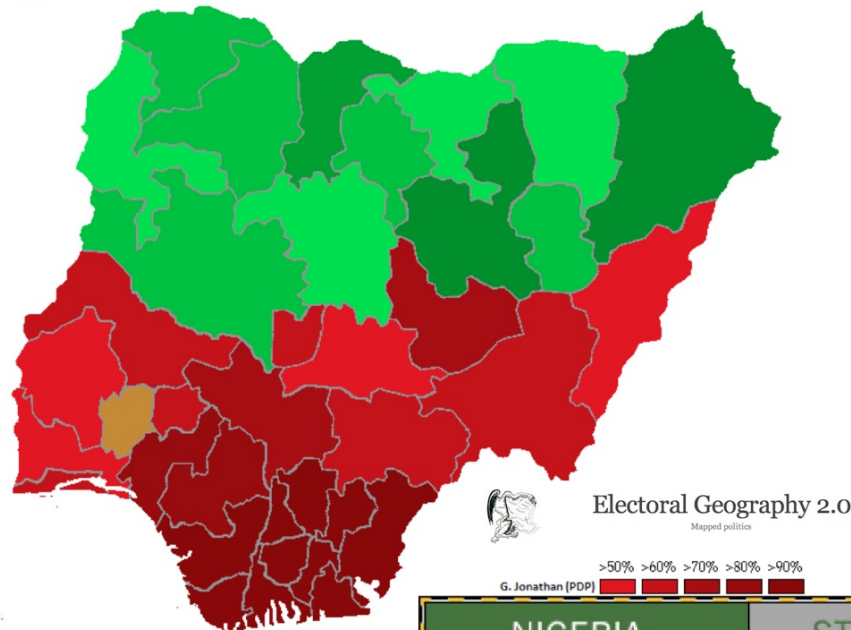 Electoral Geography 2.0
Mapped politics
>50% >60% >70% >80% >90%
G. Jonathan (PDP)
NIGERIA